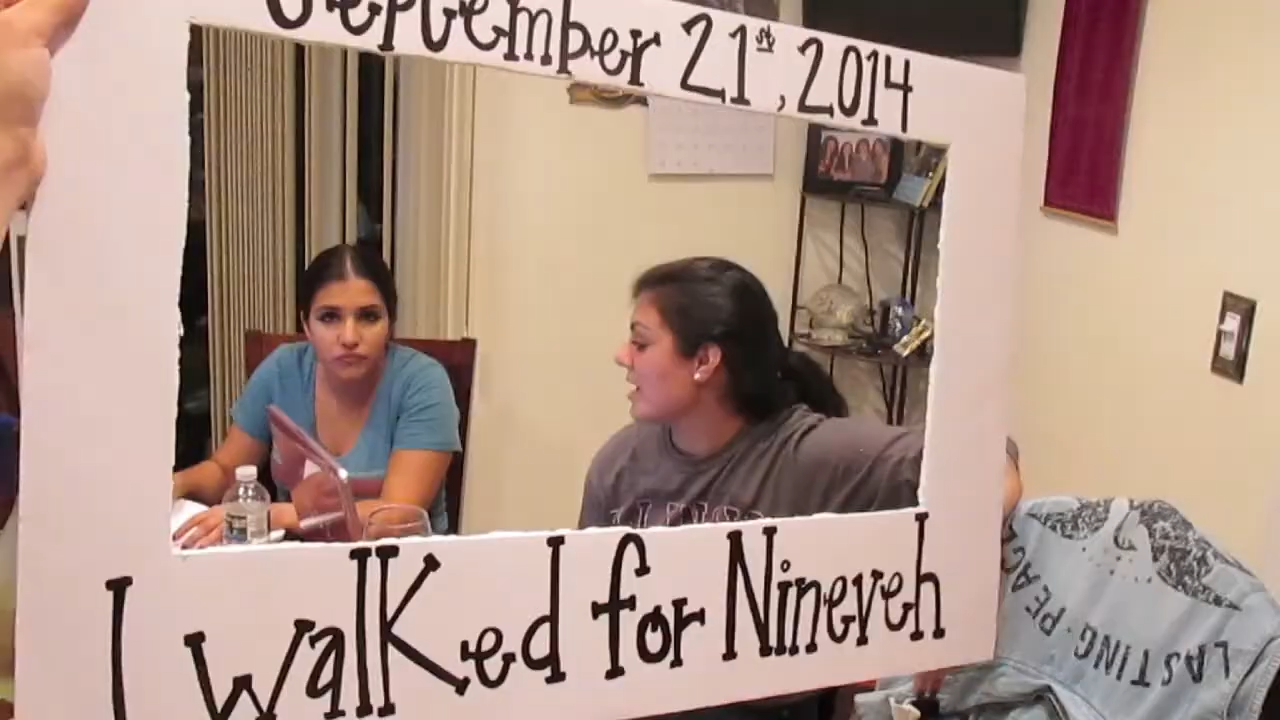 September 21st, 2014
I walked for Nineveh
LASTING PEACE